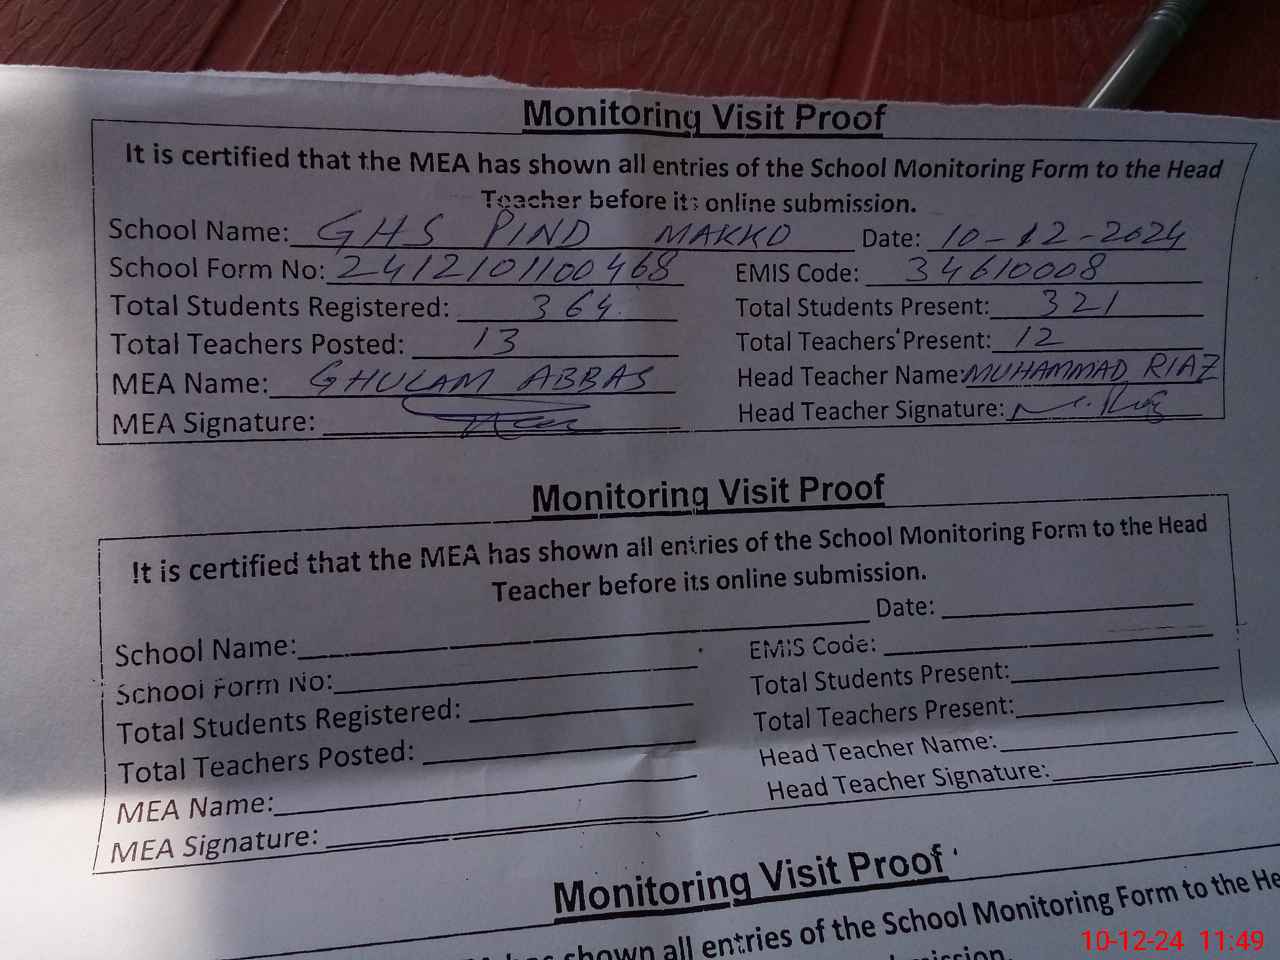 Monitoring Visit Proof
It is certified that the MEA has shown all entries of the School Monitoring Form to the Head
Teacher before its online submission.
School Name: GHS PIND MAKKO Date: 10-12-2024
School Form No: 2412101100468 EMIS Code: 34610008
Total Students Registered: 364 Total Students Present: 321
Total Teachers Posted: 13 Total Teachers Present: 12
MEA Name: GHULAM ABBAS Head Teacher Name: MUHAMMAD RIAZ
MEA Signature: Head Teacher Signature: M. Riaz
Monitoring Visit Proof
It is certified that the MEA has shown all entries of the School Monitoring Form to the Head
Teacher before its online submission.
School Name: Date:
School Form No: EMIS Code:
Total Students Registered: Total Students Present:
Total Teachers Posted: Total Teachers Present:
MEA Name: Head Teacher Name:
MEA Signature: Head Teacher Signature:
Monitoring Visit Proof
shown all entries of the School Monitoring Form to the He
10-12-24 11:49